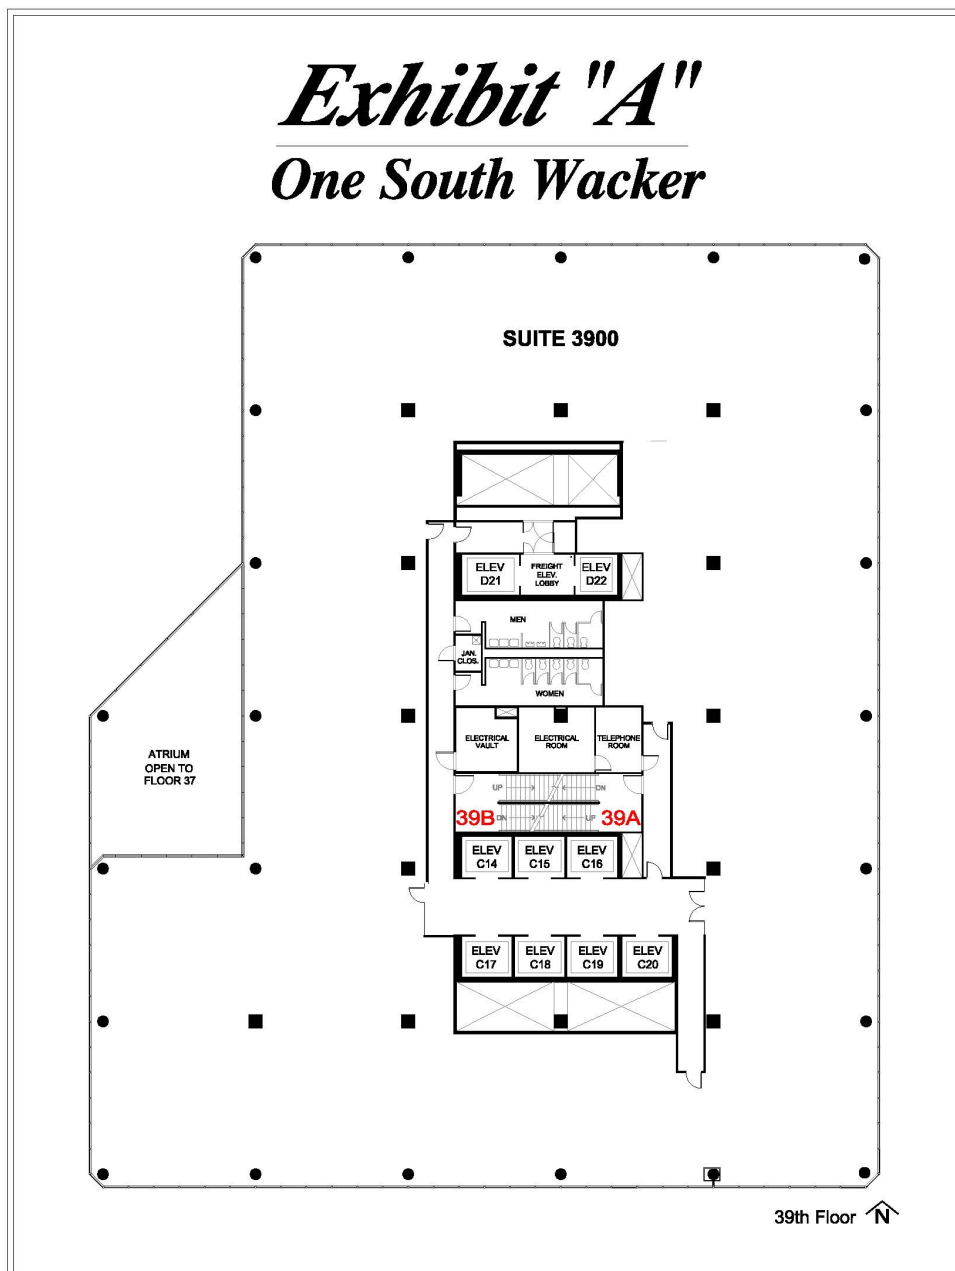 Exhibit "A"
One South Wacker
SUITE 3900
ELEV
D21
FREIGHT
ELEV.
LOBBY
ELEV
D22
MEN
JAN.
CLOS.
WOMEN
ELECTRICAL
VAULT
ELECTRICAL
ROOM
TELEPHONE
ROOM
ATRIUM
OPEN TO
FLOOR 37
UP
DN
39B
DN
UP
39A
ELEV
C14
ELEV
C15
ELEV
C16
ELEV
C17
ELEV
C18
ELEV
C19
ELEV
C20
39th Floor
N